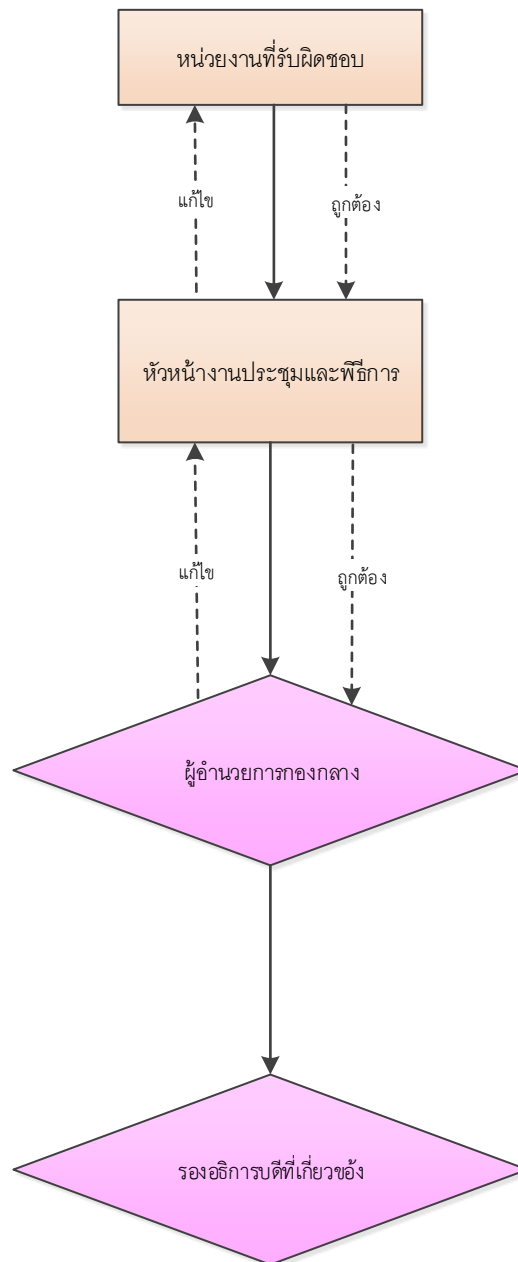 หน่วยงานที่รับผิดชอบ
แก้ไข
ถูกต้อง
หัวหน้างานประชุมและพิธีการ
แก้ไข
ถูกต้อง
ผู้อำนวยการกองกลาง
รองอธิการบดีที่เกี่ยวข้อง